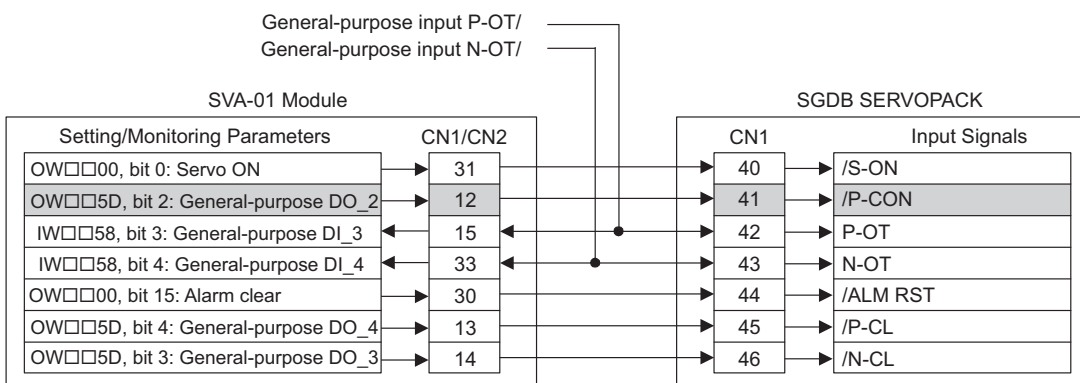 General-purpose input P-OT/
General-purpose input N-OT/
SVA-01 Module
SGDB SERVOPACK
Setting/Monitoring Parameters CN1/CN2 CN1 Input Signals
OW□□00, bit 0: Servo ON 31 40 /S-ON
OW□□5D, bit 2: General-purpose DO_2 12 41 /P-CON
IW□□58, bit 3: General-purpose DI_3 15 42 P-OT
IW□□58, bit 4: General-purpose DI_4 33 43 N-OT
OW□□00, bit 15: Alarm clear 30 44 /ALM RST
OW□□5D, bit 4: General-purpose DO_4 13 45 /P-CL
OW□□5D, bit 3: General-purpose DO_3 14 46 /N-CL